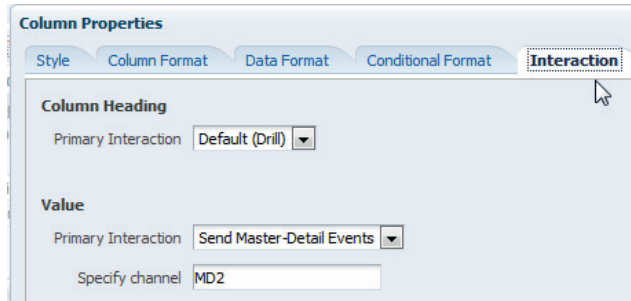 Column Properties
Style Column Format Data Format Conditional Format Interaction
Column Heading
Primary Interaction Default (Drill)
Value
Primary Interaction Send Master-Detail Events
Specify channel MD2